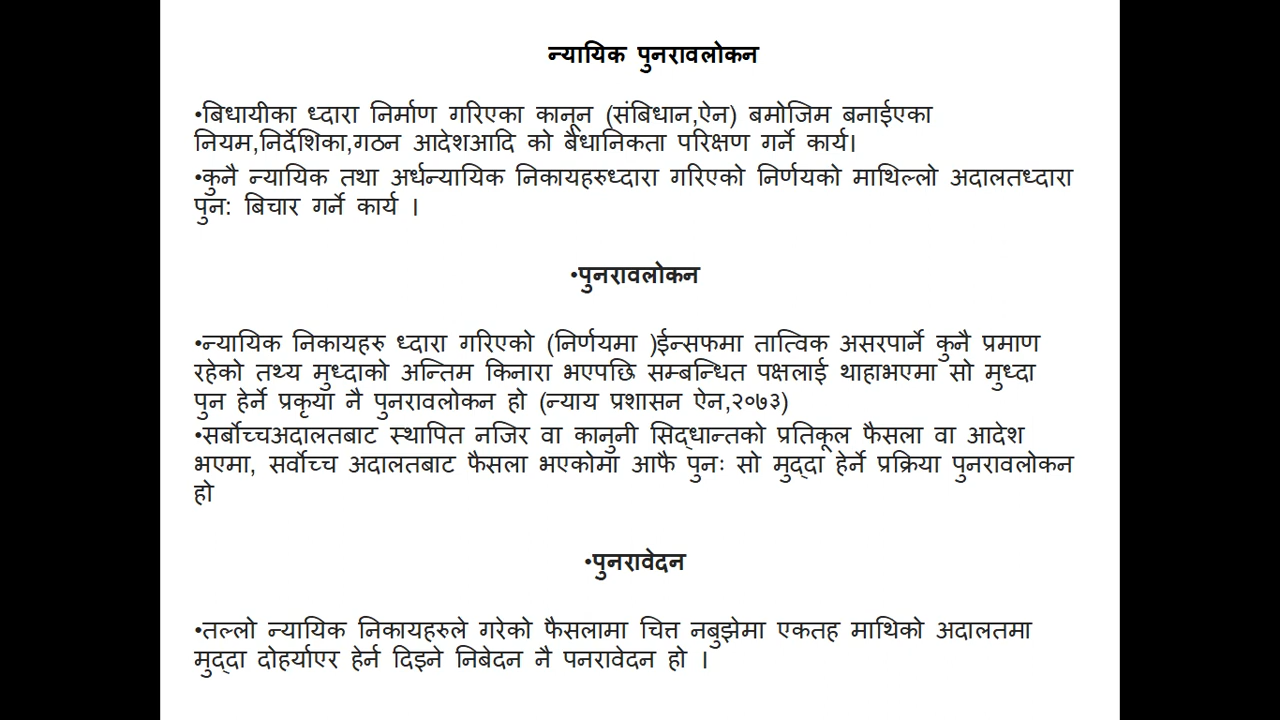 न्यायिक पुनरावलोकन
•बिधायीका ध्दारा निर्माण गरिएका कानून (संबिधान,ऐन) बमोजिम बनाईएका
नियम,निर्देशिका,गठन आदेशआदि को बैधानिकता परिक्षण गर्ने कार्य।
•कुनै न्यायिक तथा अर्धन्यायिक निकायहरुध्दारा गरिएको निर्णयको माथिल्लो अदालतध्दारा
पुन: बिचार गर्ने कार्य ।
•पुनरावलोकन
•न्यायिक निकायहरु ध्दारा गरिएको (निर्णयमा )ईन्सफमा तात्विक असरपार्ने कुनै प्रमाण
रहेको तथ्य मुध्दाको अन्तिम किनारा भएपछि सम्बन्धित पक्षलाई थाहाभएमा सो मुध्दा
पुन हेर्ने प्रकृया नै पुनरावलोकन हो (न्याय प्रशासन ऐन,२०७३)
•सर्बोच्चअदालतबाट स्थापित नजिर वा कानुनी सिद्धान्तको प्रतिकूल फैसला वा आदेश
भएमा, सर्वोच्च अदालतबाट फैसला भएकोमा आफै पुनः सो मुद्दा हेर्ने प्रक्रिया पुनरावलोकन
हो
•पुनरावेदन
•तल्लो न्यायिक निकायहरुले गरेको फैसलामा चित्त नबुझेमा एकतह माथिको अदालतमा
मुद्दा दोहर्याएर हेर्न दिइने निबेदन नै पनरावेदन हो ।